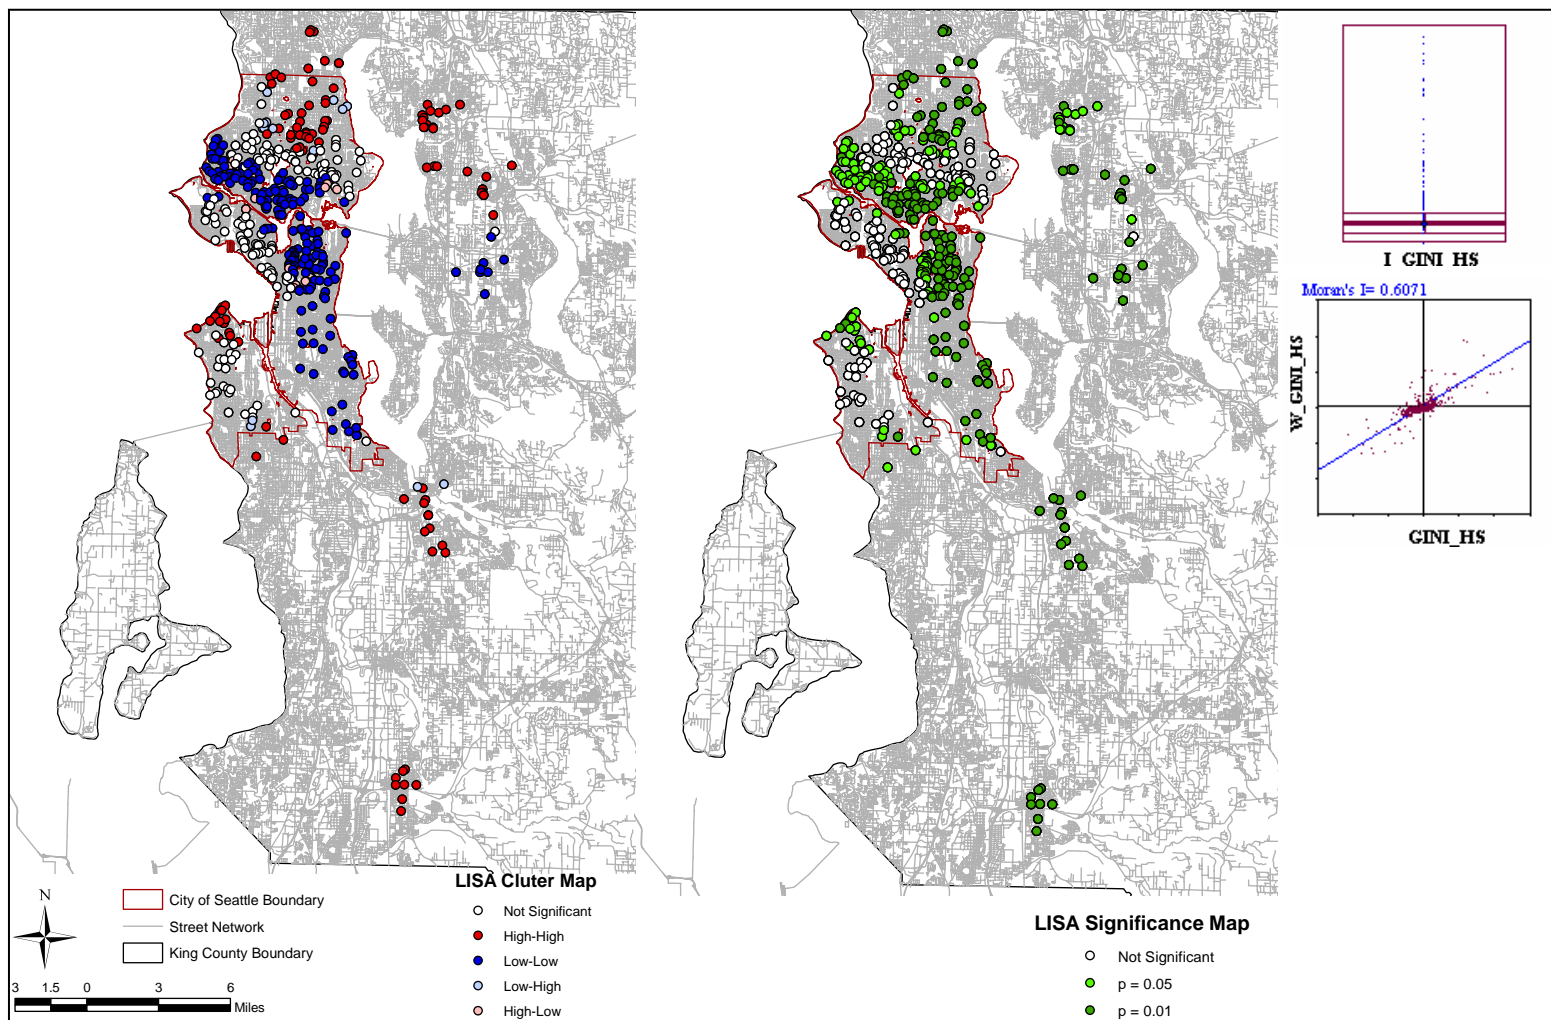 I_GINI_HS
Moran's I= 0.6071
W_GINI_HS
GINI_HS
N
City of Seattle Boundary
Street Network
King County Boundary
3 1.5 0 3 6
Miles
LISA Cluter Map
Not Significant
High-High
Low-Low
Low-High
High-Low
LISA Significance Map
Not Significant
p = 0.05
p = 0.01